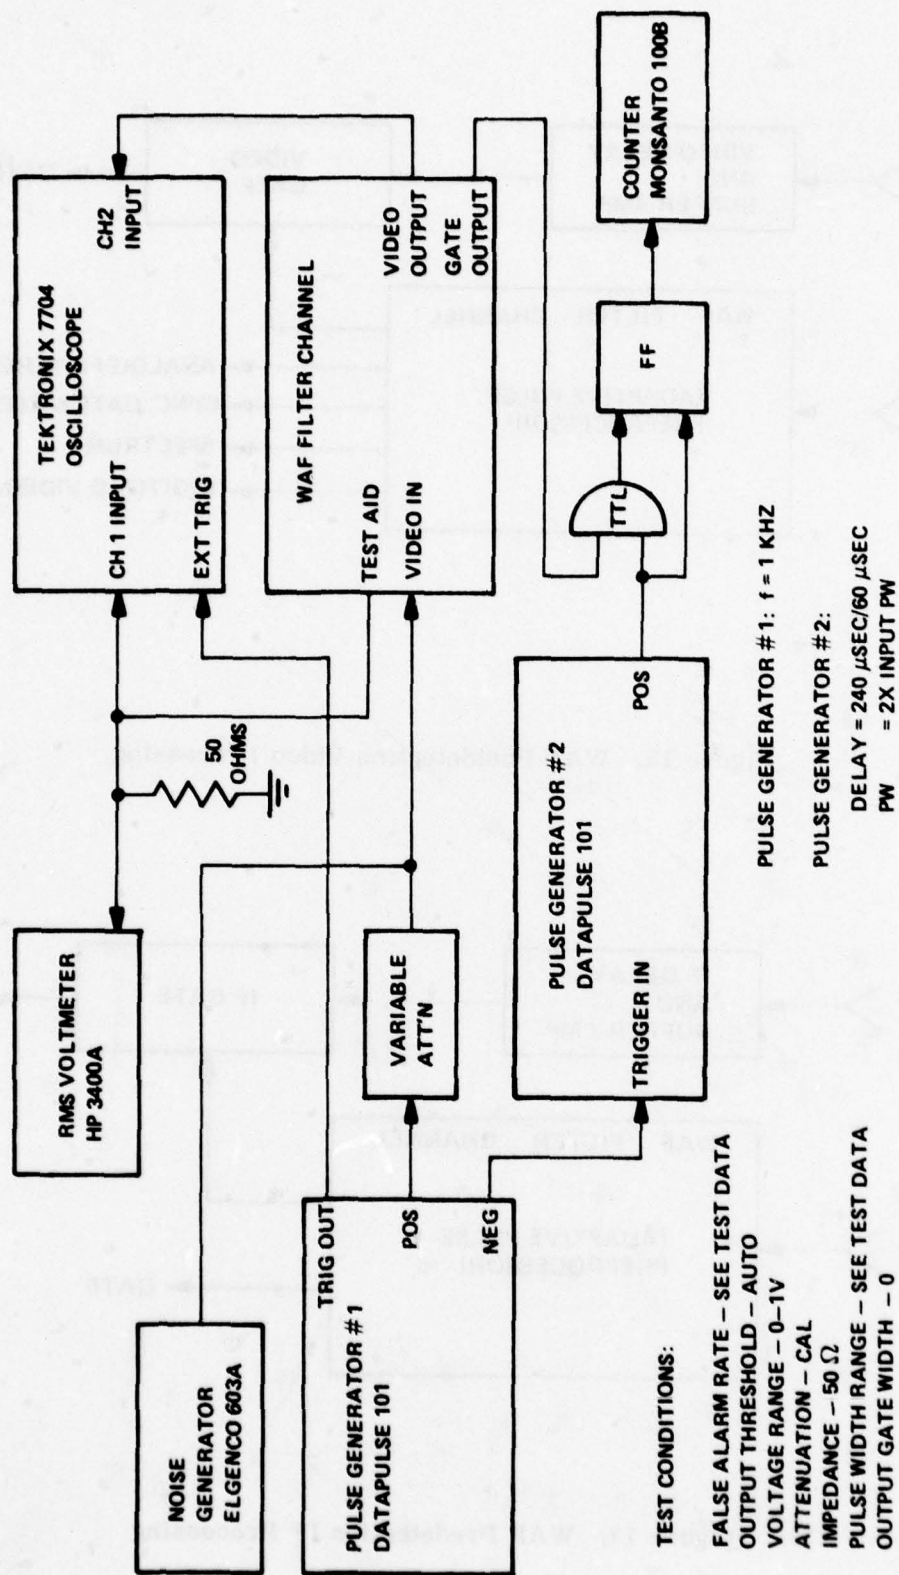 NOISE
GENERATOR
ELGENCO 603A
RMS VOLTMETER
HP 3400A
TEKTRONIX 7704
OSCILLOSCOPE
CH 1 INPUT
CH2
INPUT
EXT TRIG
50
OHMS
WAF FILTER CHANNEL
TEST AID
VIDEO IN
VIDEO
OUTPUT
GATE
OUTPUT
PULSE GENERATOR #1
DATAPULSE 101
TRIG OUT
POS
NEG
VARIABLE
ATT'N
PULSE GENERATOR #2
DATAPULSE 101
TRIGGER IN
POS
TTL
FF
COUNTER
MONSANTO 100B
TEST CONDITIONS:
FALSE ALARM RATE – SEE TEST DATA
OUTPUT THRESHOLD – AUTO
VOLTAGE RANGE – 0–1V
ATTENUATION – CAL
IMPEDANCE – 50 Ω
PULSE WIDTH RANGE – SEE TEST DATA
OUTPUT GATE WIDTH – 0
PULSE GENERATOR #1: f = 1 KHZ
PULSE GENERATOR #2:
DELAY = 240 μSEC/60 μSEC
PW = 2X INPUT PW